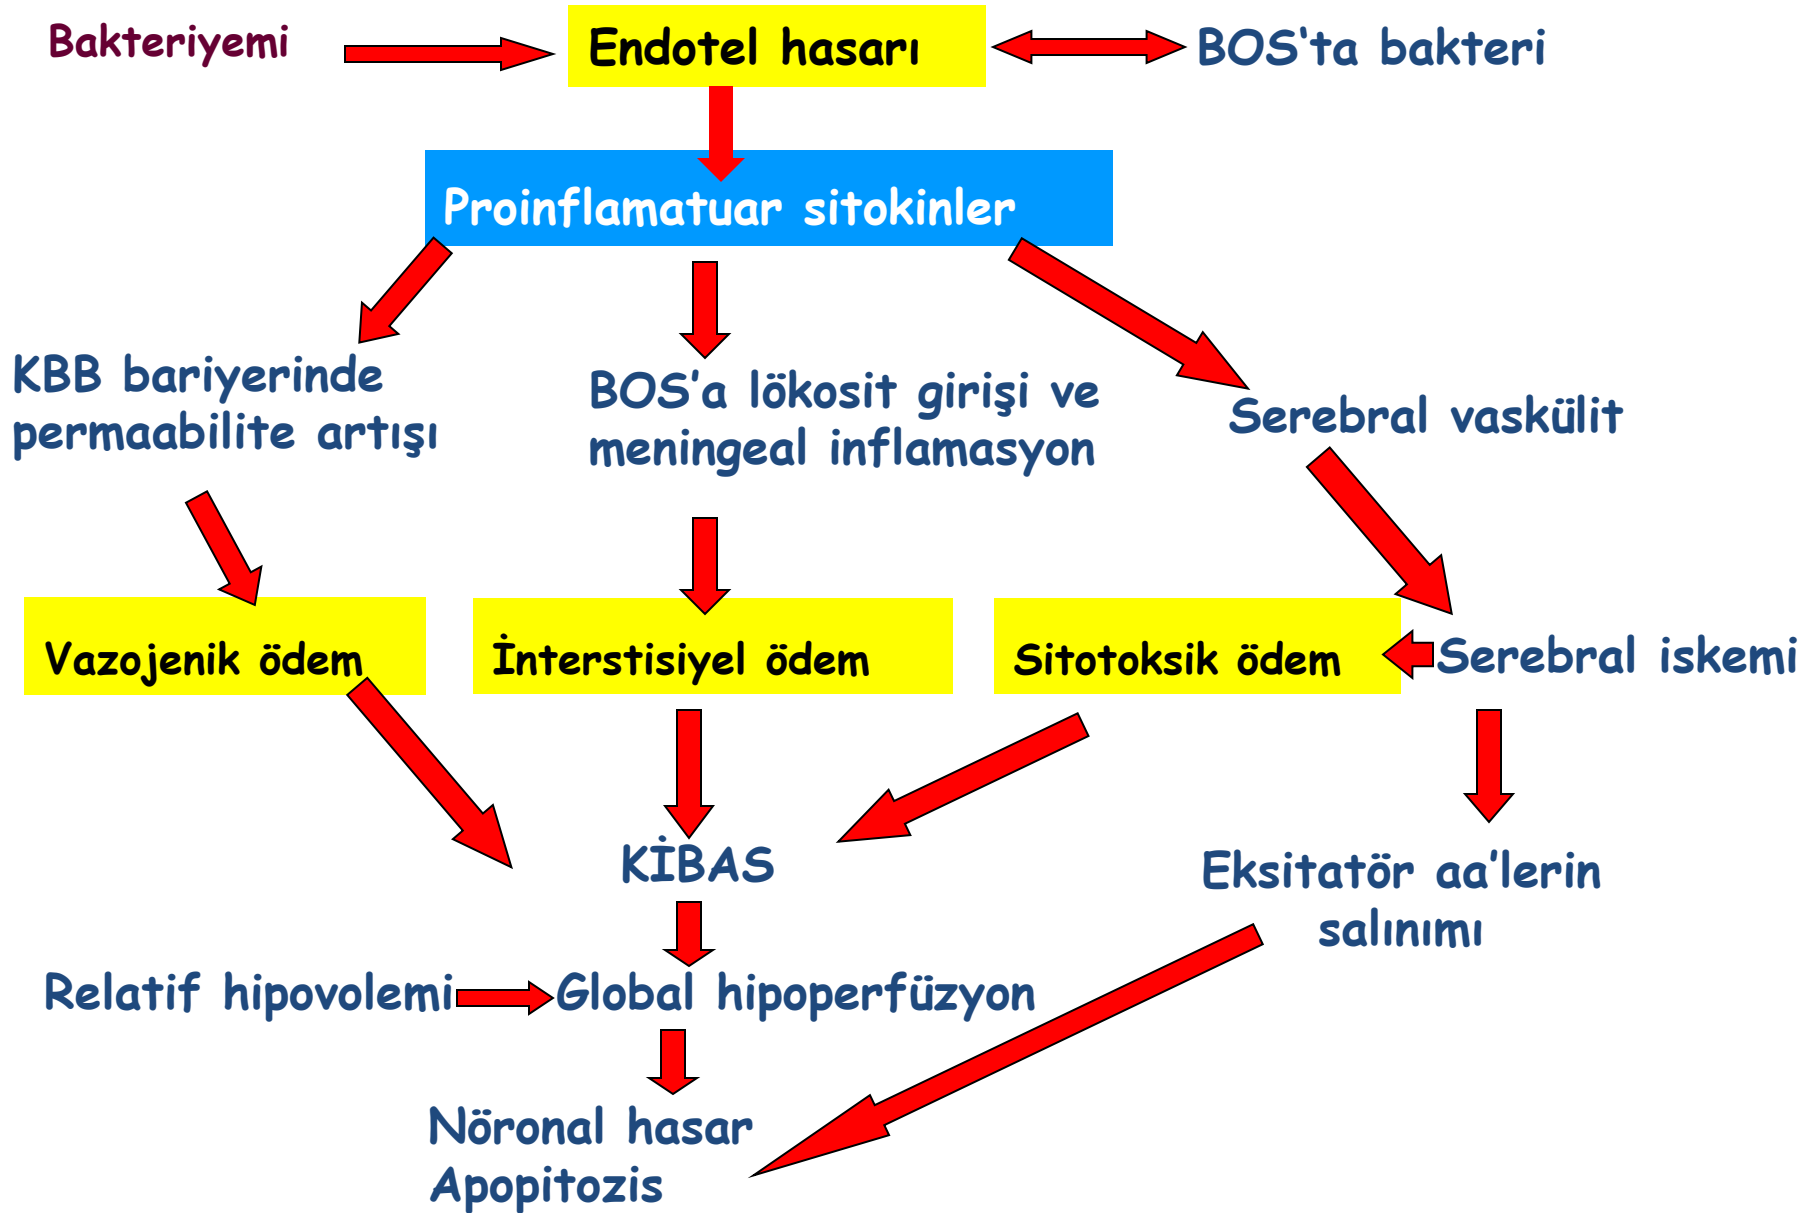 Bakteriyemi
Endotel hasarı
BOS'ta bakteri
Proinflamatuar sitokinler
KBB bariyerinde
permaabilite artışı
BOS'a lökosit girişi ve
meningeal inflamasyon
Serebral vaskülit
Vazojenik ödem
İnterstisiyel ödem
Sitotoksik ödem
Serebral iskemi
KİBAS
Eksitatör aa'lerin
salınımı
Relatif hipovolemi
Global hipoperfüzyon
Nöronal hasar
Apopitozis